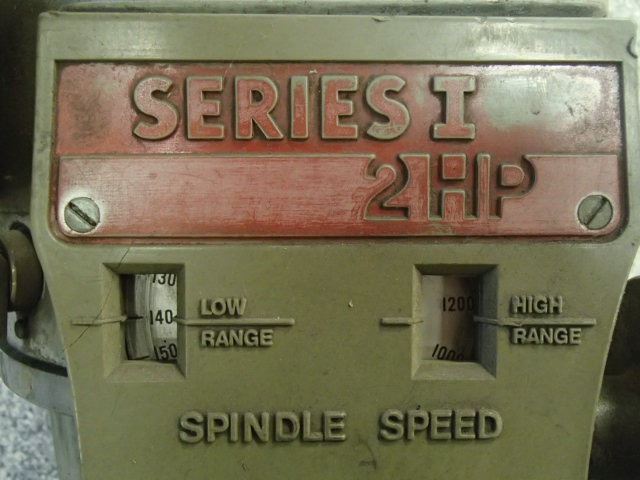 SERIES I
2HP
130
140
150
LOW
RANGE
1200
1000
HIGH
RANGE
SPINDLE SPEED